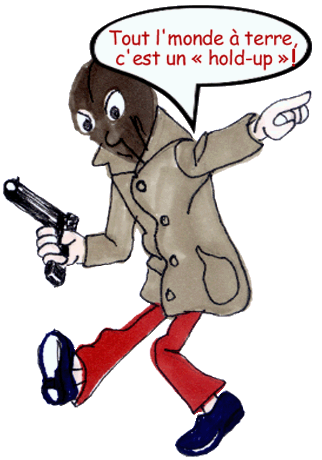 Tout l'monde à terre,
c'est un « hold-up »!